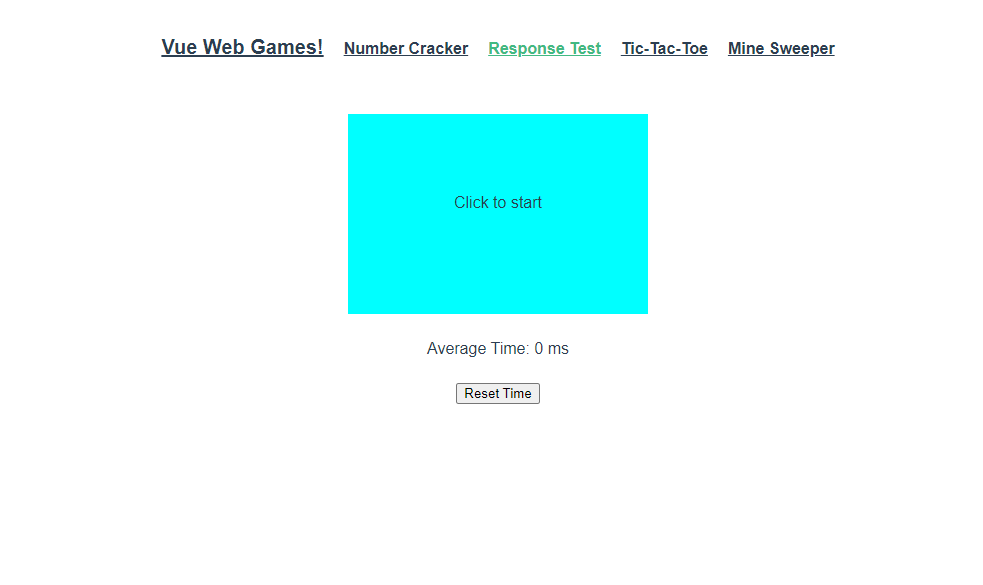 Vue Web Games! Number Cracker Response Test Tic-Tac-Toe Mine Sweeper
Click to start
Average Time: 0 ms
Reset Time